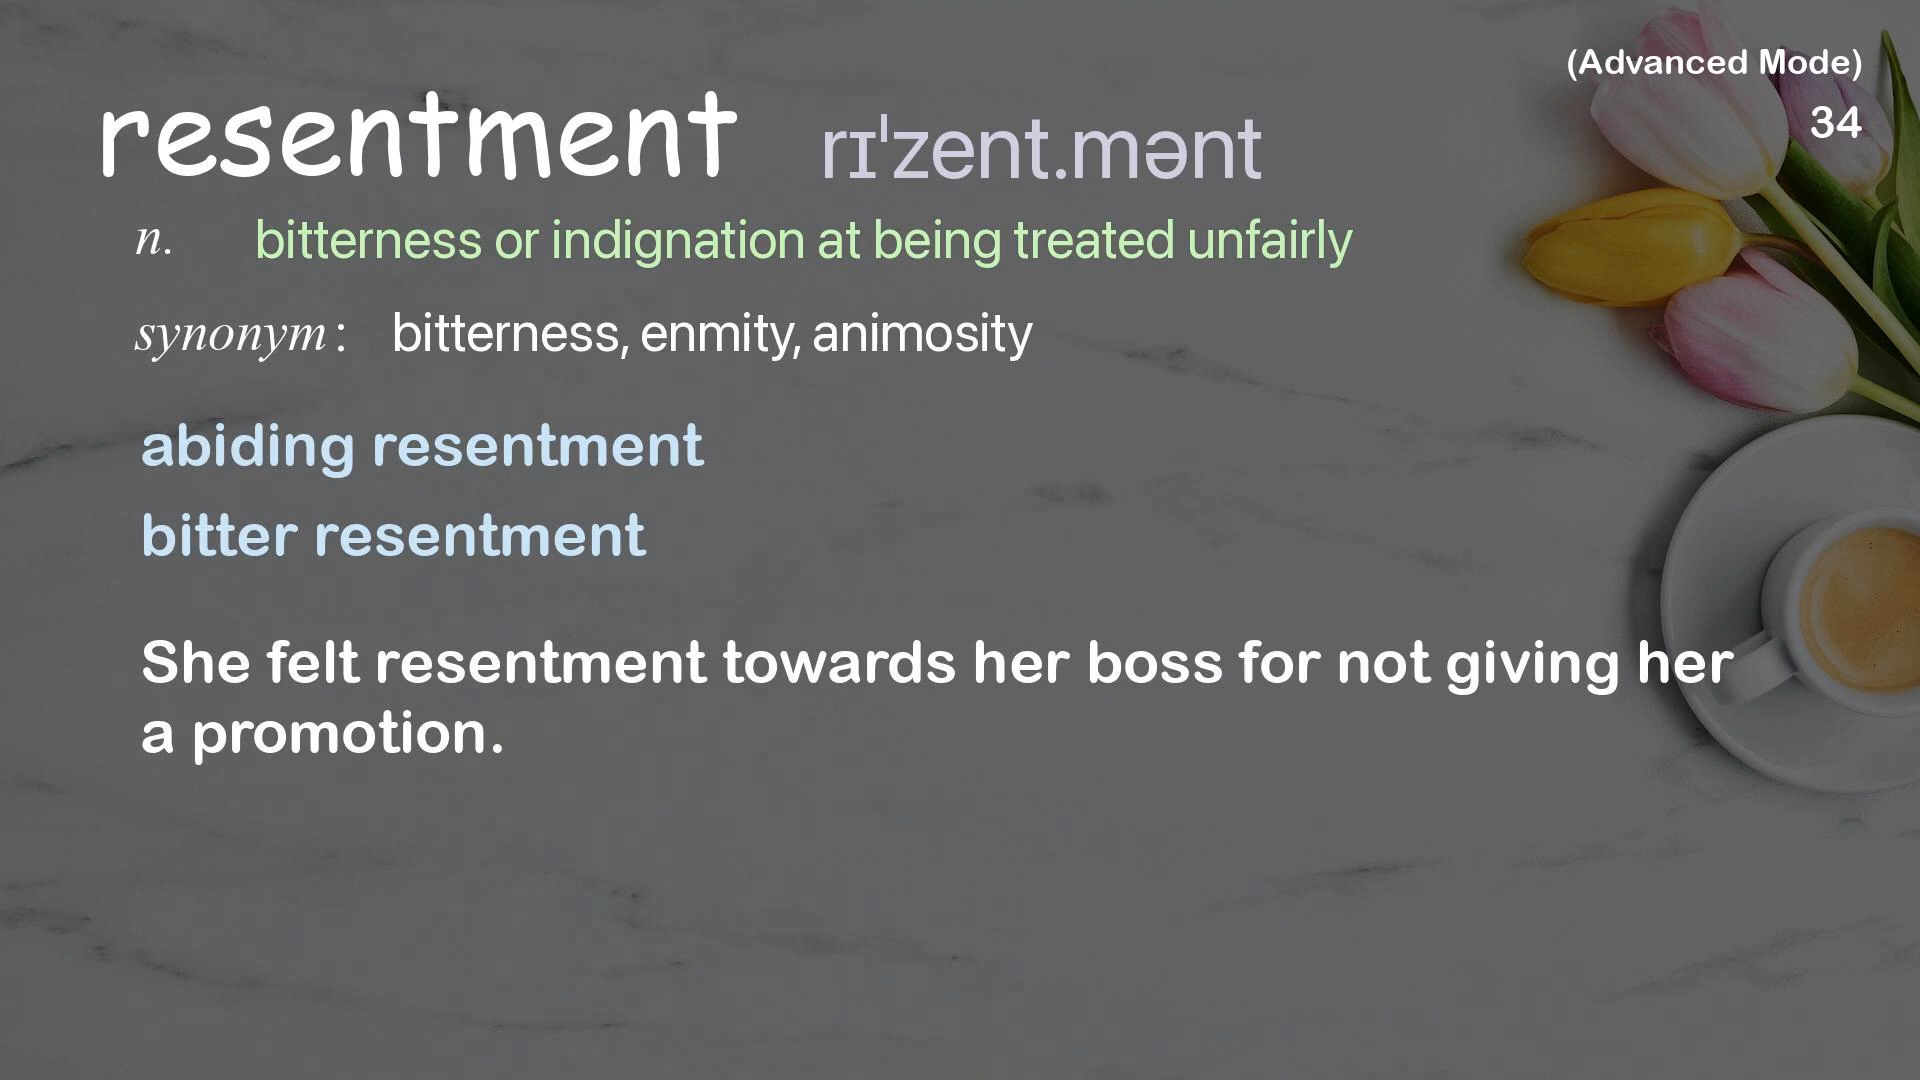 (Advanced Mode)
34
resentment rɪˈzent.mənt
n. bitterness or indignation at being treated unfairly
synonym: bitterness, enmity, animosity
abiding resentment
bitter resentment
She felt resentment towards her boss for not giving her
a promotion.